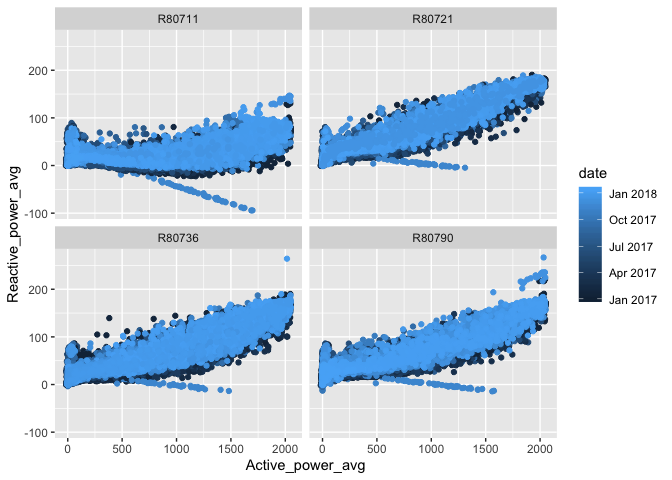 R80711 R80721
200
100
0
-100
R80736 R80790
200
100
0
-100
0 500 1000 1500 2000 0 500 1000 1500 2000
Active_power_avg
Reactive_power_avg
date
Jan 2018
Oct 2017
Jul 2017
Apr 2017
Jan 2017